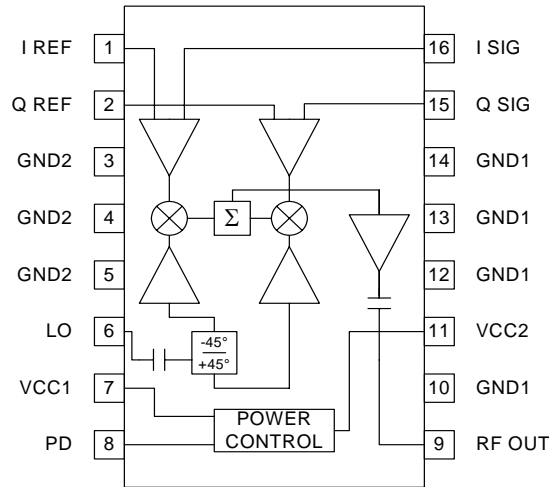 I REF 1 16 I SIG
Q REF 2 15 Q SIG
GND2 3 14 GND1
GND2 4 Σ 13 GND1
GND2 5 12 GND1
LO 6 -45° 11 VCC2
+45°
VCC1 7 10 GND1
POWER
CONTROL
PD 8 9 RF OUT